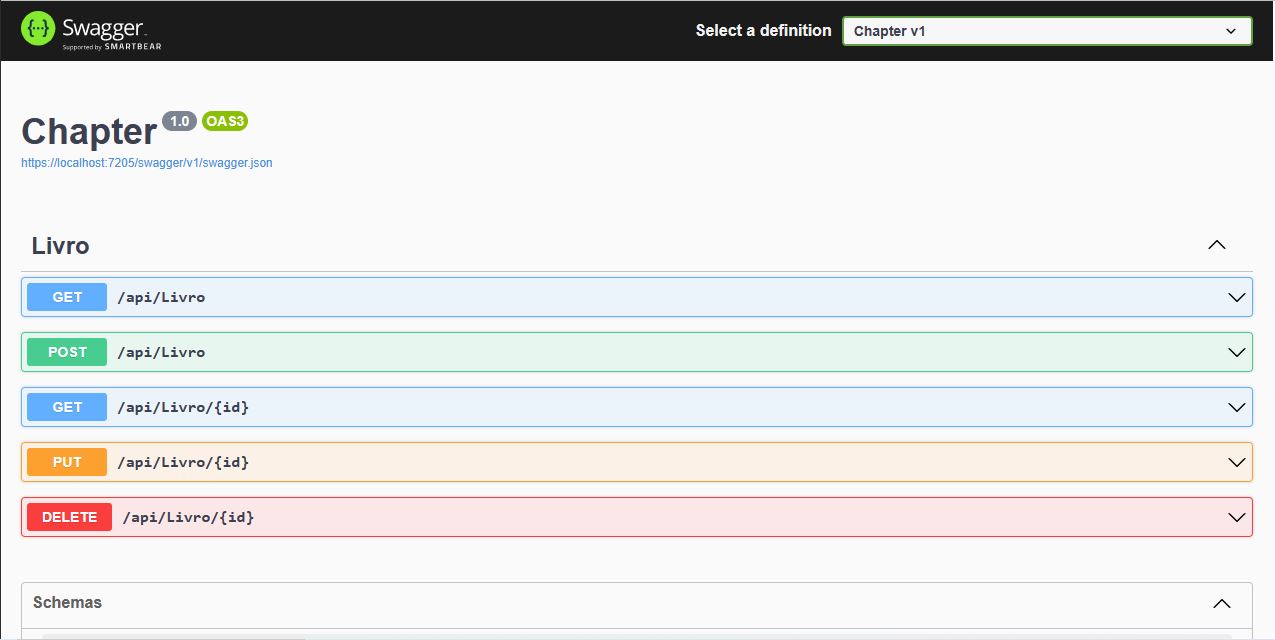 {···} Swagger
Supported by SMARTBEAR
Select a definition
Chapter v1
Chapter 1.0 OAS3
https://localhost:7205/swagger/v1/swagger.json
Livro
GET /api/Livro
POST /api/Livro
GET /api/Livro/{id}
PUT /api/Livro/{id}
DELETE /api/Livro/{id}
Schemas